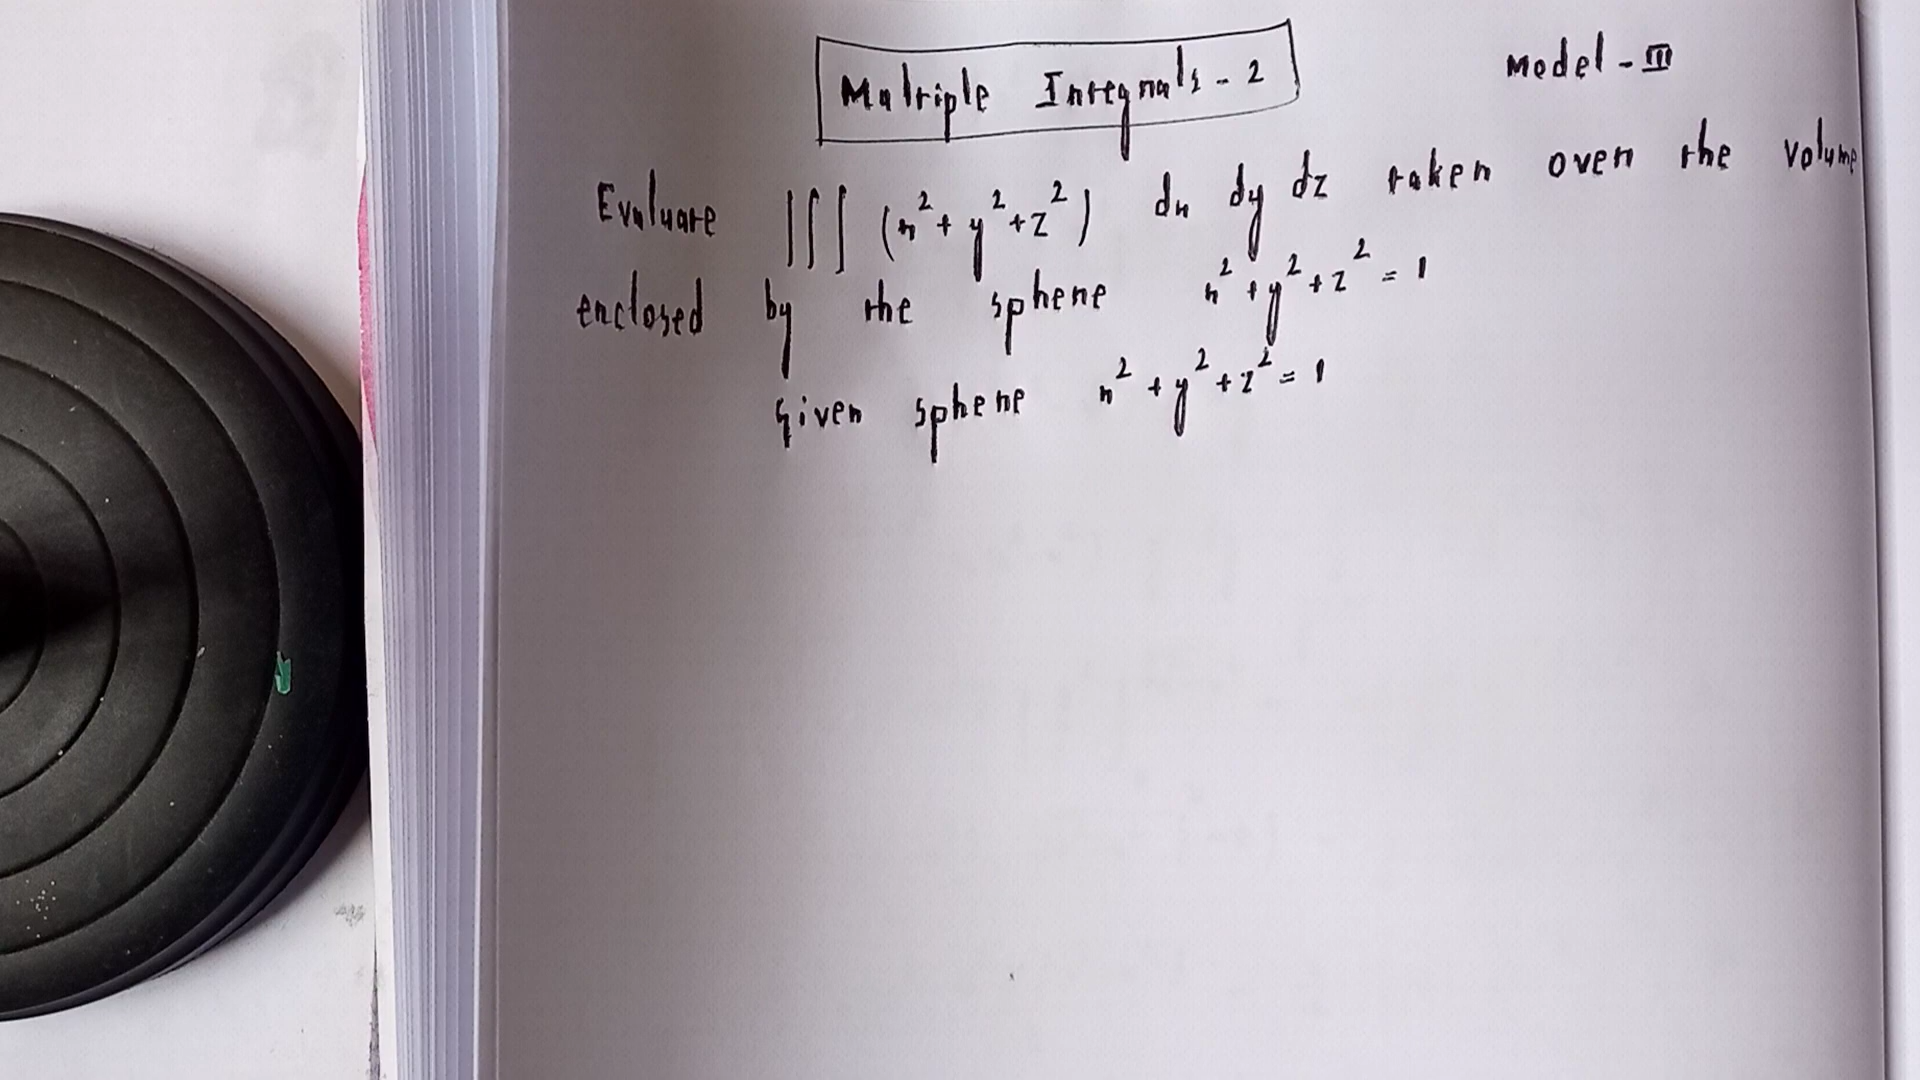 Multiple Integrals - 2
Model - III
Evaluate ∫∫∫ (x² + y² + z²) dx dy dz taken over the volume
enclosed by the sphere x² + y² + z² = 1
Given sphere x² + y² + z² = 1